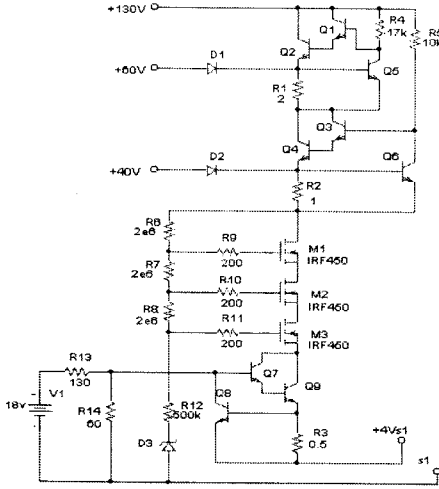 +130V
Q1
R4
17k
R5
10k
Q2
D1
+60V
Q5
R1
2
Q3
Q4
D2
+40V
Q6
R2
1
R6
2e6
R9
200
M1
IRF450
R7
2e6
R10
200
M2
IRF450
R8
2e6
R11
200
M3
IRF450
R13
130
Q7
V1
18v
Q8
Q9
R14
60
R12
500k
R3
0.5
+4Vs1
D3
s1